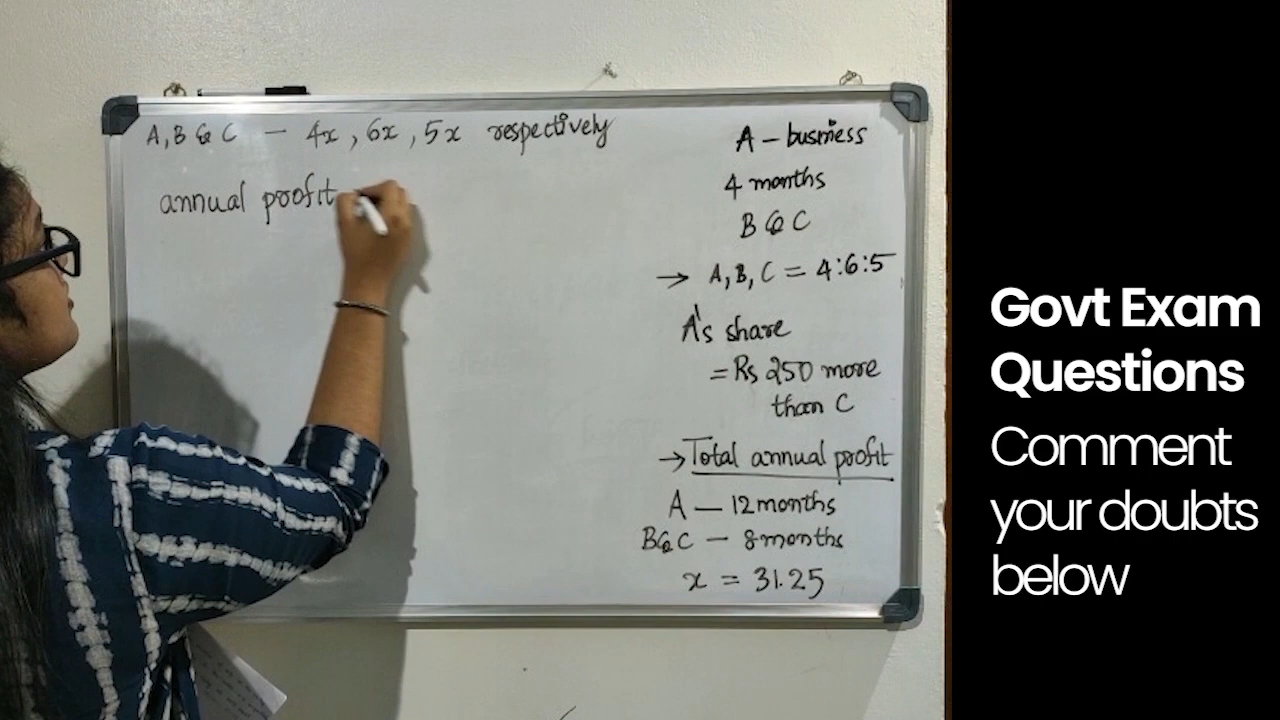 A, B & C – 4x, 6x, 5x respectively
annual profit
A – business
4 months
B & C
→ A, B, C = 4:6:5
A's share
= Rs 250 more
than C
→ Total annual profit
A — 12 months
B&C – 8 months
x = 31.25
Govt Exam
Questions
Comment
your doubts
below